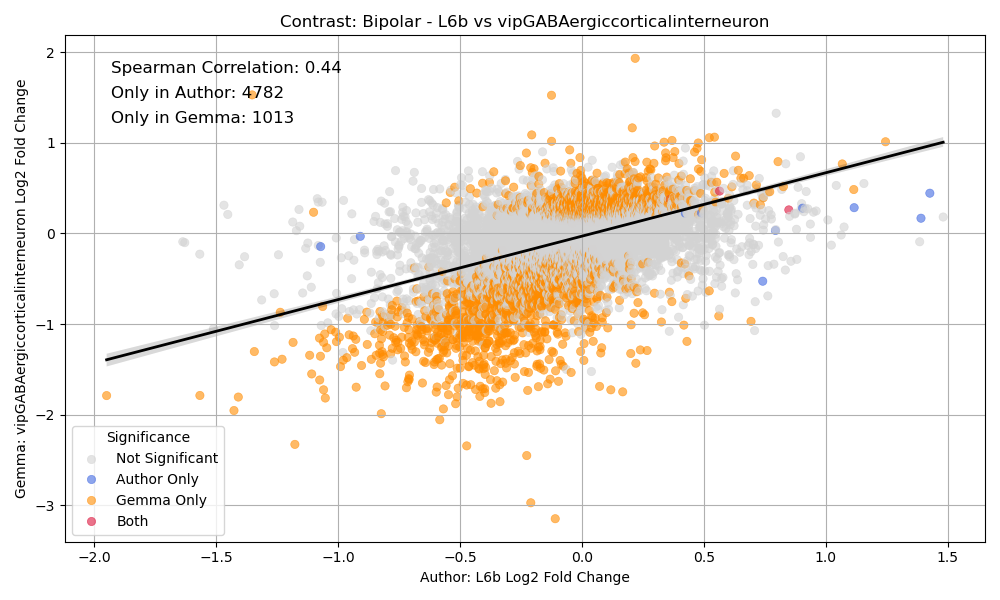 Contrast: Bipolar - L6b vs vipGABAergiccorticalinterneuron
Spearman Correlation: 0.44
Only in Author: 4782
Only in Gemma: 1013
Gemma: vipGABAergiccorticalinterneuron Log2 Fold Change
2
1
0
−1
−2
−3
Significance
Not Significant
Author Only
Gemma Only
Both
−2.0 −1.5 −1.0 −0.5 0.0 0.5 1.0 1.5
Author: L6b Log2 Fold Change